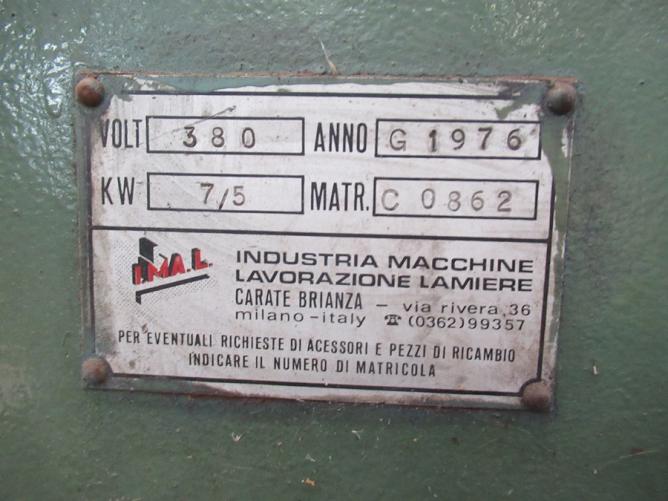 VOLT 380 ANNO G 1976
KW 7/5 MATR. C 0862
I.MA.L.
INDUSTRIA MACCHINE
LAVORAZIONE LAMIERE
CARATE BRIANZA – via rivera,36
milano-italy ☎ (0362)99357
PER EVENTUALI RICHIESTE DI ACESSORI E PEZZI DI RICAMBIO
INDICARE IL NUMERO DI MATRICOLA